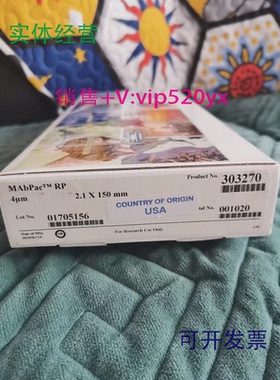 实体经营
销售+V:vip520yx
Product No. 303270
MAbPac™ RP
4µm 2.1 X 150 mm
COUNTRY OF ORIGIN
USA
Lot No. 01705156
001020
For Research Use Only
可开发票